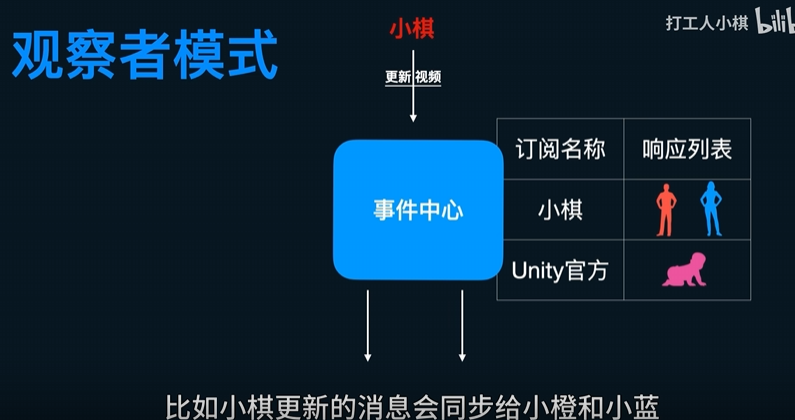 打工人小棋 bilib
观察者模式
小棋
更新 视频
事件中心
订阅名称 响应列表
小棋
Unity官方
比如小棋更新的消息会同步给小橙和小蓝